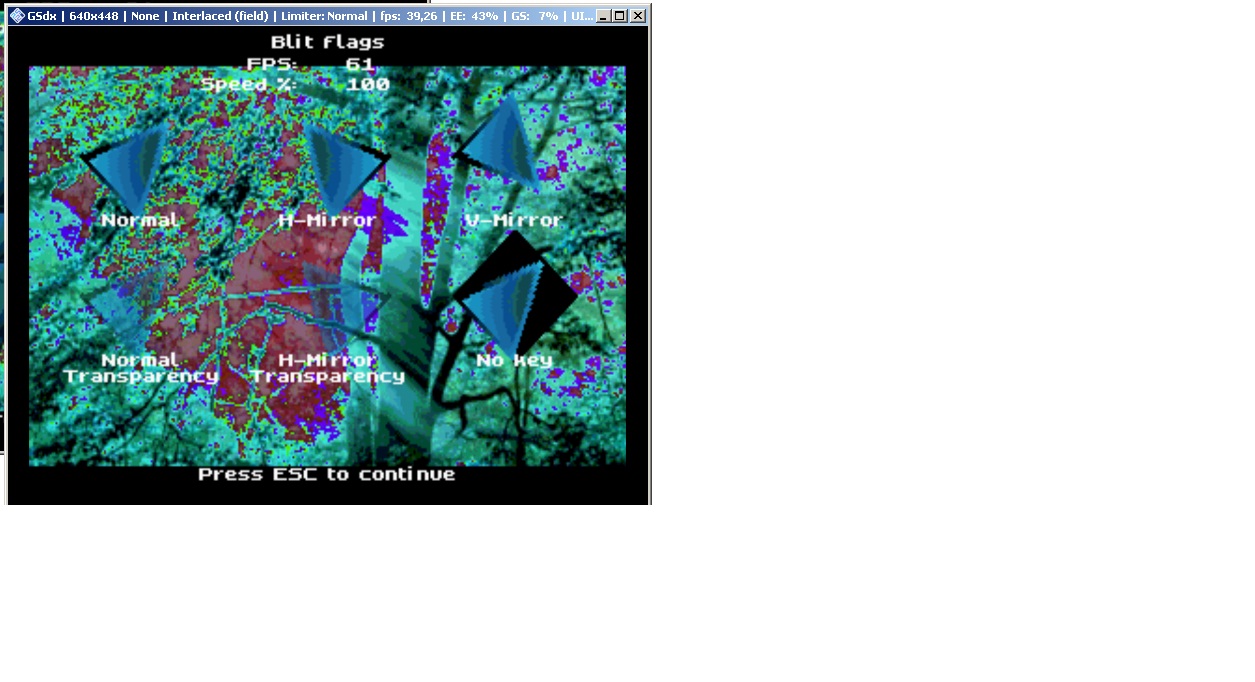 GSdx | 640x448 | None | Interlaced (field) | Limiter: Normal | fps: 39,26 | EE: 43% | GS: 7% | UI...
Blit flags
FPS: 61
Speed %: 100
Normal H-Mirror V-Mirror
Normal H-Mirror No key
Transparency Transparency
Press ESC to continue